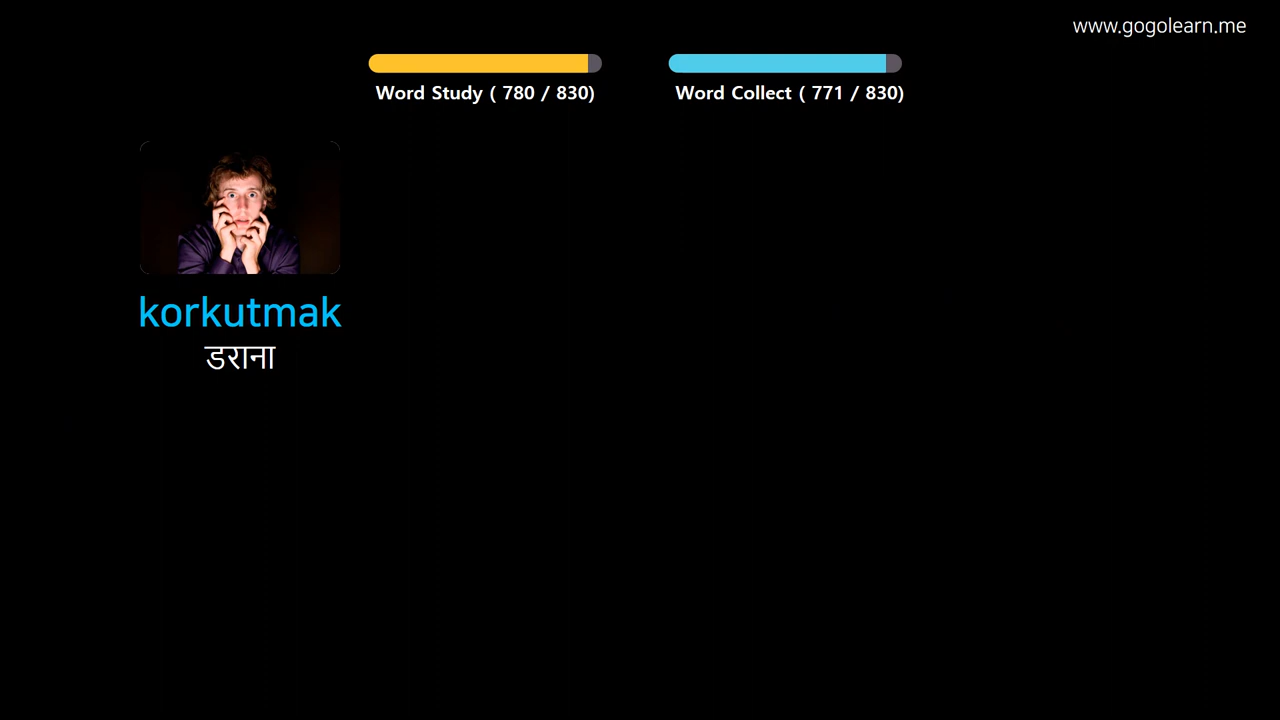 www.gogolearn.me
Word Study ( 780 / 830)
Word Collect ( 771 / 830)
korkutmak
डराना